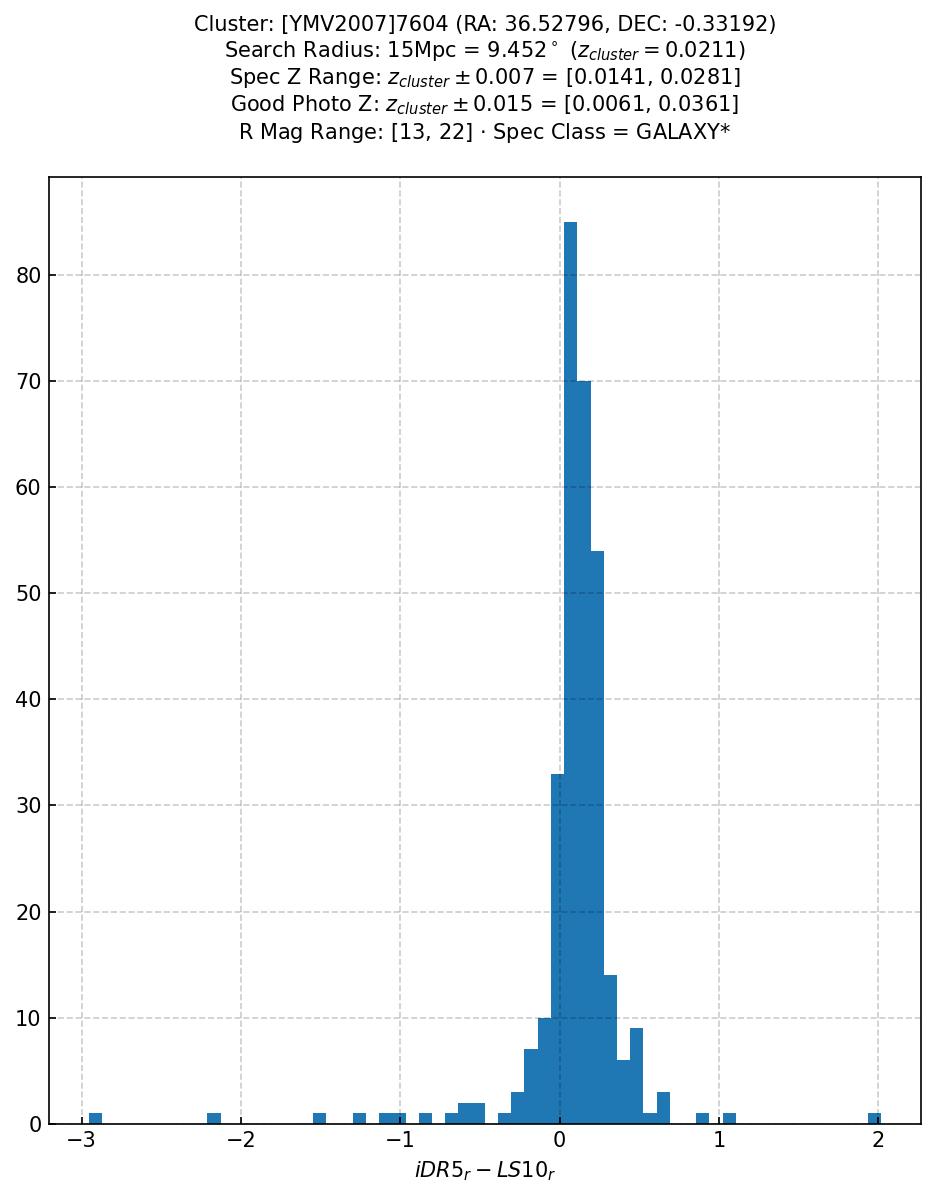 Cluster: [YMV2007]7604 (RA: 36.52796, DEC: -0.33192)
Search Radius: 15Mpc = 9.452° (z_cluster = 0.0211)
Spec Z Range: z_cluster ± 0.007 = [0.0141, 0.0281]
Good Photo Z: z_cluster ± 0.015 = [0.0061, 0.0361]
R Mag Range: [13, 22] · Spec Class = GALAXY*
80
70
60
50
40
30
20
10
0
−3 −2 −1 0 1 2
iDR5_r − LS10_r